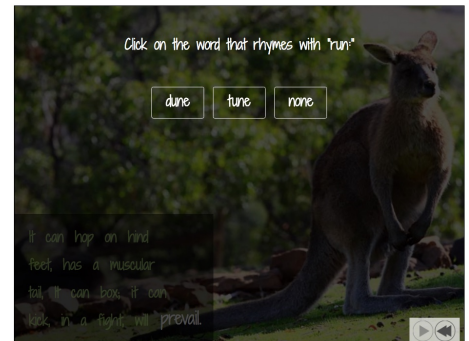 Click on the word that rhymes with "run:"
dune tune none
It can hop on hind
feet, has a muscular
tail, It can box, it can
kick, in a fight, will prevail.